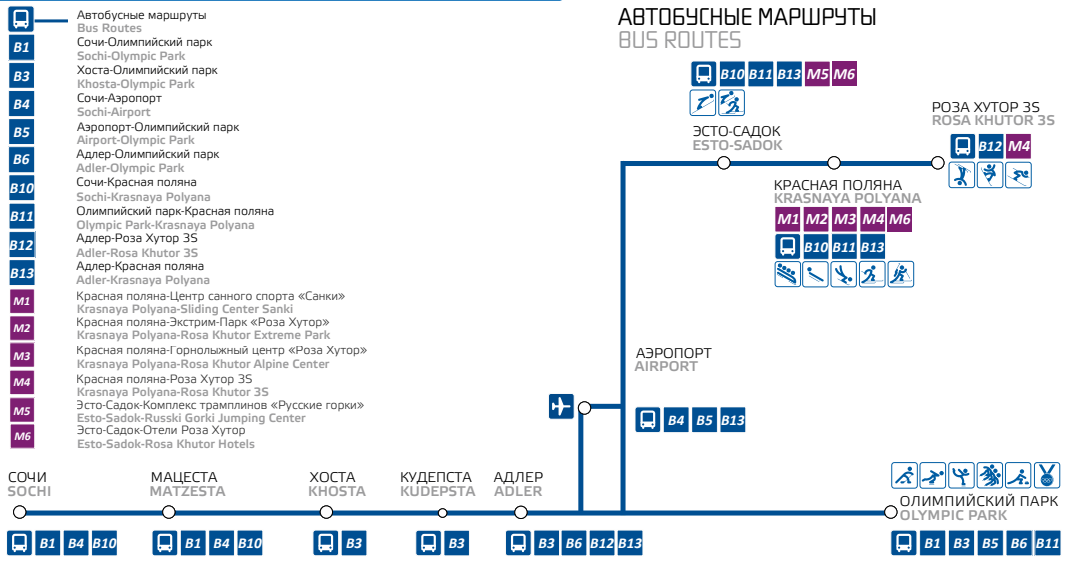 Автобусные маршруты
Bus Routes
B1 Сочи-Олимпийский парк
Sochi-Olympic Park
B3 Хоста-Олимпийский парк
Khosta-Olympic Park
B4 Сочи-Аэропорт
Sochi-Airport
B5 Аэропорт-Олимпийский парк
Airport-Olympic Park
B6 Адлер-Олимпийский парк
Adler-Olympic Park
B10 Сочи-Красная поляна
Sochi-Krasnaya Polyana
B11 Олимпийский парк-Красная поляна
Olympic Park-Krasnaya Polyana
B12 Адлер-Роза Хутор 3S
Adler-Rosa Khutor 3S
B13 Адлер-Красная поляна
Adler-Krasnaya Polyana
M1 Красная поляна-Центр санного спорта «Санки»
Krasnaya Polyana-Sliding Center Sanki
M2 Красная поляна-Экстрим-Парк «Роза Хутор»
Krasnaya Polyana-Rosa Khutor Extreme Park
M3 Красная поляна-Горнолыжный центр «Роза Хутор»
Krasnaya Polyana-Rosa Khutor Alpine Center
M4 Красная поляна-Роза Хутор 3S
Krasnaya Polyana-Rosa Khutor 3S
M5 Эсто-Садок-Комплекс трамплинов «Русские горки»
Esto-Sadok-Russki Gorki Jumping Center
M6 Эсто-Садок-Отели Роза Хутор
Esto-Sadok-Rosa Khutor Hotels
АВТОБУСНЫЕ МАРШРУТЫ
BUS ROUTES
B10 B11 B13 M5 M6
ЭСТО-САДОК
ESTO-SADOK
РОЗА ХУТОР 3S
ROSA KHUTOR 3S
B12 M4
КРАСНАЯ ПОЛЯНА
KRASNAYA POLYANA
M1 M2 M3 M4 M6
B10 B11 B13
АЭРОПОРТ
AIRPORT
B4 B5 B13
СОЧИ
SOCHI
B1 B4 B10
МАЦЕСТА
MATZESTA
B1 B4 B10
ХОСТА
KHOSTA
B3
КУДЕПСТА
KUDEPSTA
B3
АДЛЕР
ADLER
B3 B6 B12 B13
ОЛИМПИЙСКИЙ ПАРК
OLYMPIC PARK
B1 B3 B5 B6 B11